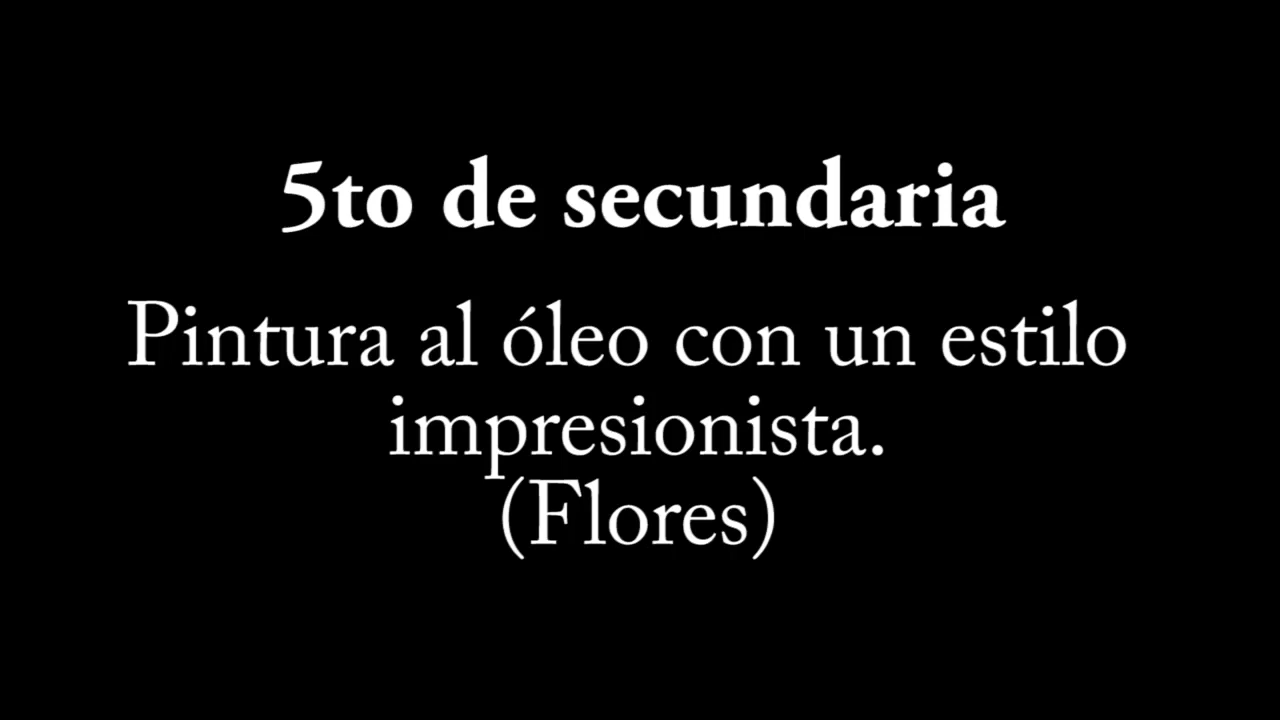 5to de secundaria
Pintura al óleo con un estilo
impresionista.
(Flores)